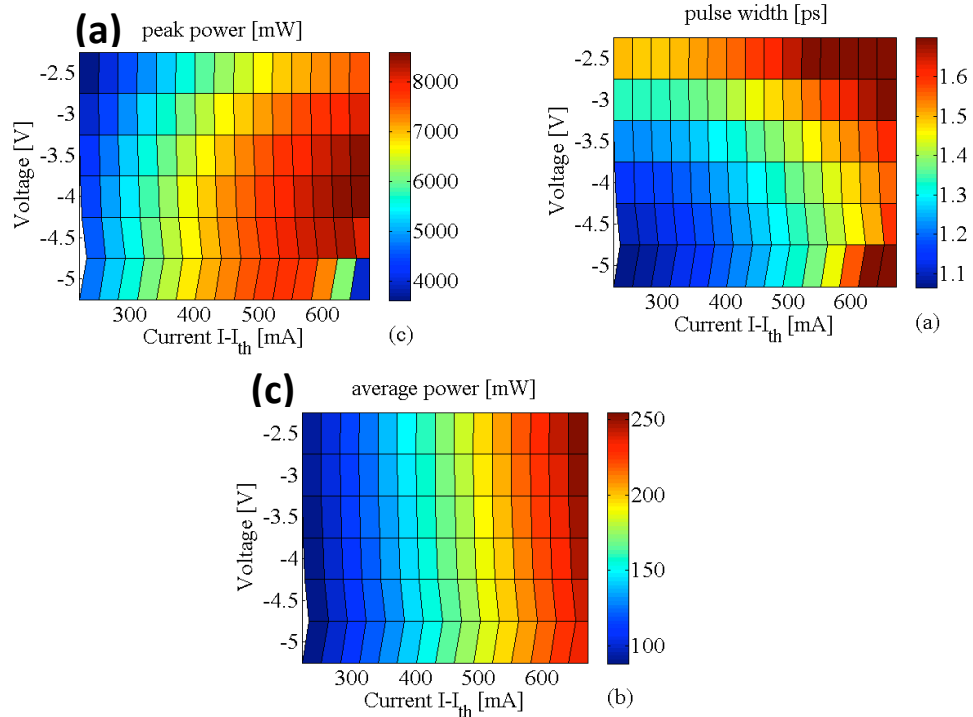 (a)
peak power [mW]
-2.5
-3
-3.5
-4
-4.5
-5
Voltage [V]
300 400 500 600
Current I-I_th [mA]
8000
7000
6000
5000
4000
(c)
pulse width [ps]
-2.5
-3
-3.5
-4
-4.5
-5
Voltage [V]
300 400 500 600
Current I-I_th [mA]
1.6
1.5
1.4
1.3
1.2
1.1
(a)
(c)
average power [mW]
-2.5
-3
-3.5
-4
-4.5
-5
Voltage [V]
300 400 500 600
Current I-I_th [mA]
250
200
150
100
(b)